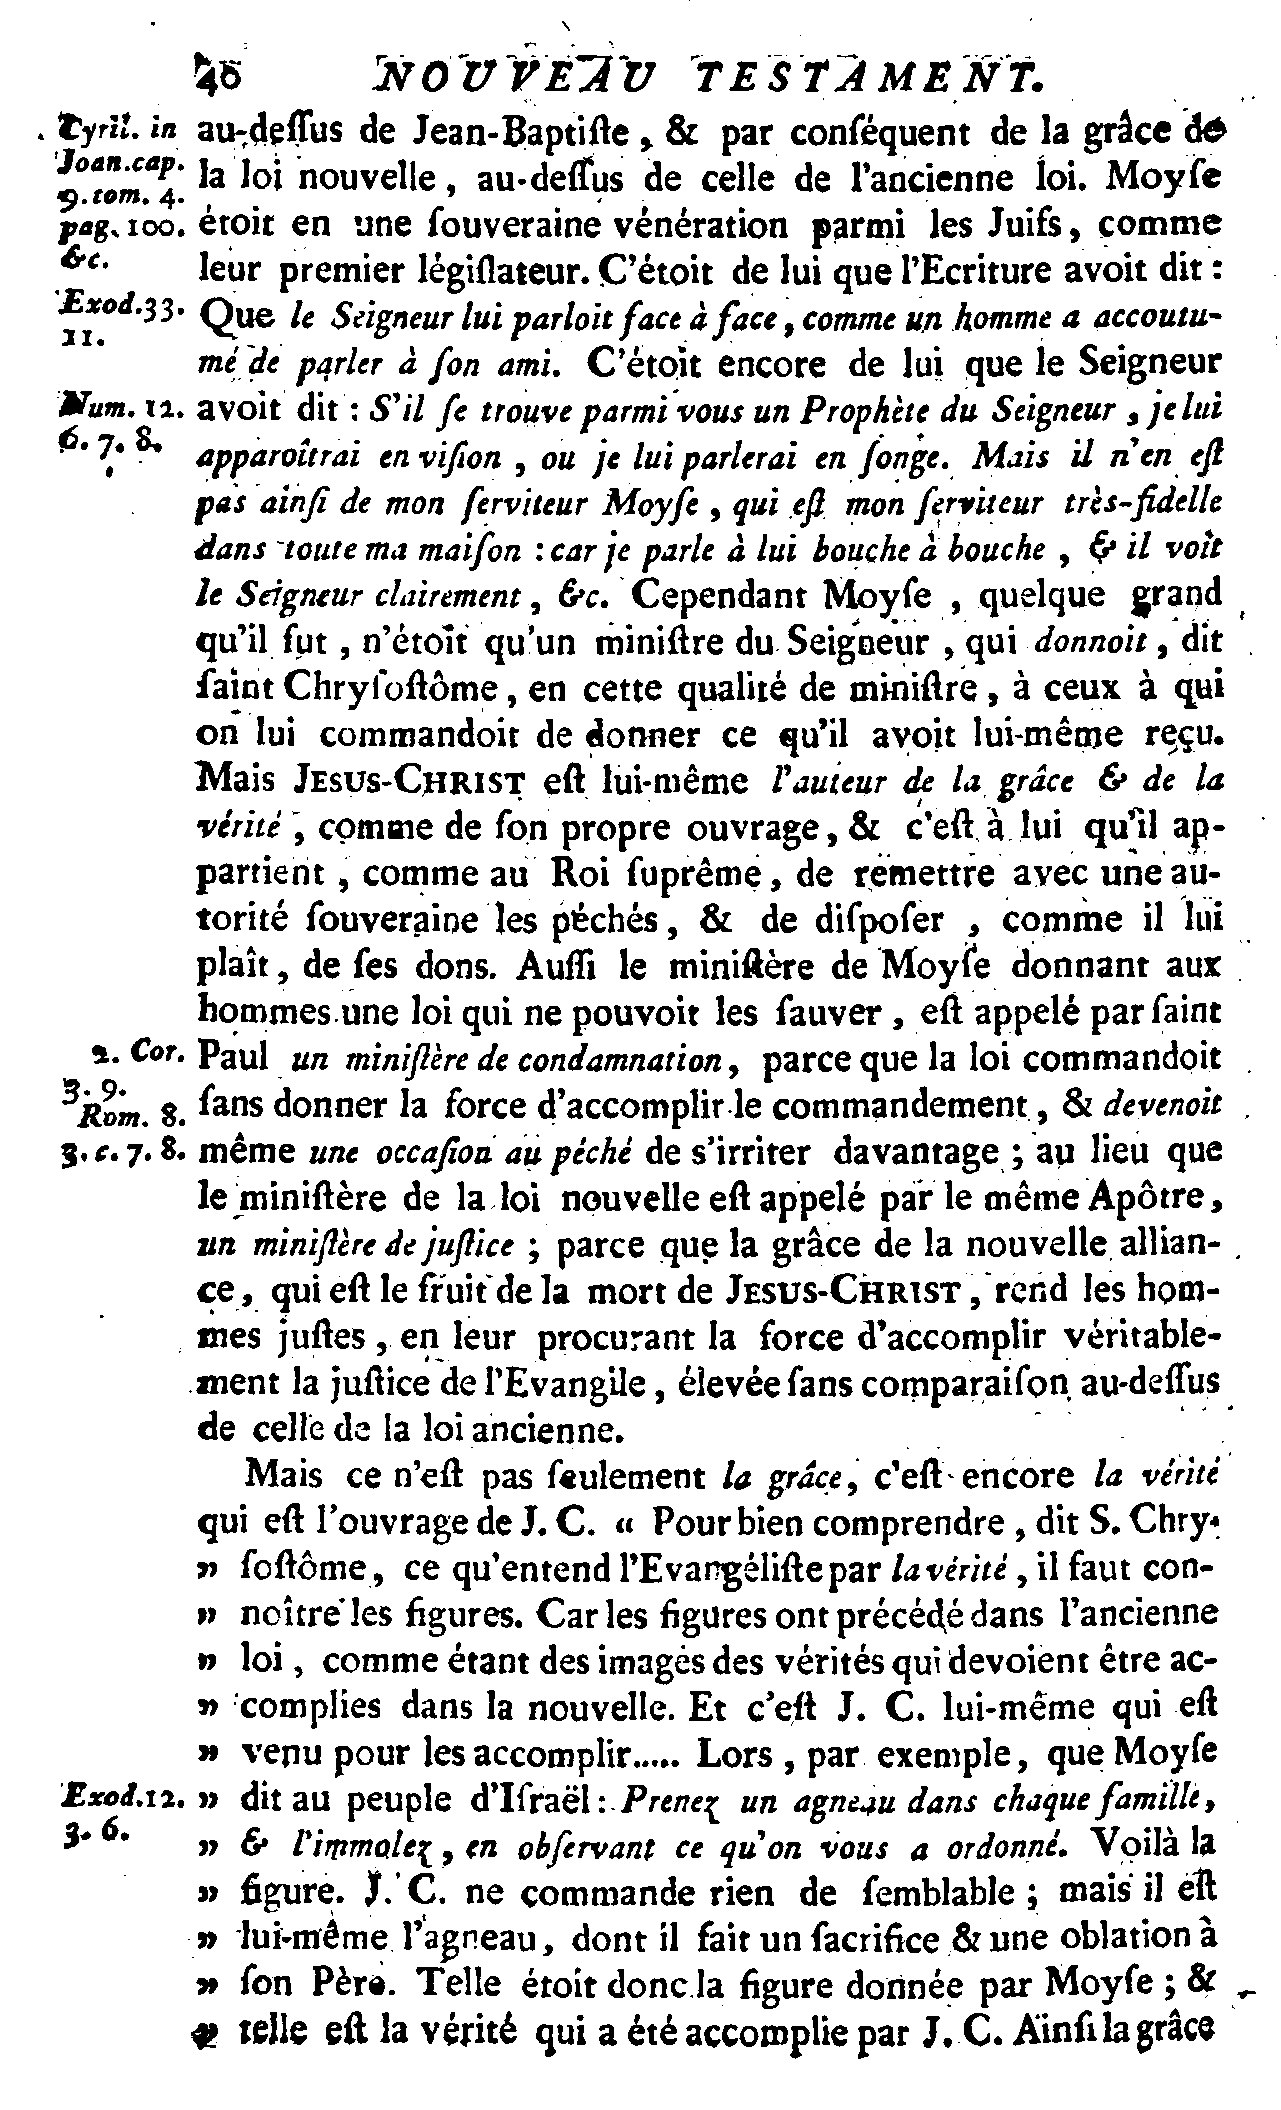 40 NOUVEAU TESTAMENT.
Cyril. in
Joan. cap.
9. tom. 4.
pag. 100.
&c.
Exod. 33.
11.
Num. 12.
6. 7. 8.
2. Cor.
3. 9.
Rom. 8.
3. c. 7. 8.
Exod. 12.
3. 6.
au-deſſus de Jean-Baptiſte, & par conſéquent de la grâce de
la loi nouvelle, au-deſſus de celle de l'ancienne loi. Moyſe
étoit en une ſouveraine vénération parmi les Juifs, comme
leur premier légiſlateur. C'étoit de lui que l'Ecriture avoit dit :
Que le Seigneur lui parloit face à face, comme un homme a accoutu-
mé de parler à ſon ami. C'étoit encore de lui que le Seigneur
avoit dit : S'il ſe trouve parmi vous un Prophète du Seigneur, je lui
apparoîtrai en viſion, ou je lui parlerai en ſonge. Mais il n'en eſt
pas ainſi de mon ſerviteur Moyſe, qui eſt mon ſerviteur très-fidelle
dans toute ma maiſon : car je parle à lui bouche à bouche, & il voit
le Seigneur clairement, &c. Cependant Moyſe, quelque grand
qu'il fut, n'étoit qu'un miniſtre du Seigneur, qui donnoit, dit
ſaint Chryſoſtôme, en cette qualité de miniſtre, à ceux à qui
on lui commandoit de donner ce qu'il avoit lui-même reçu.
Mais JESUS-CHRIST eſt lui-même l'auteur de la grâce & de la
vérité, comme de ſon propre ouvrage, & c'eſt à lui qu'il ap-
partient, comme au Roi ſuprême, de remettre avec une au-
torité ſouveraine les péchés, & de diſpoſer, comme il lui
plaît, de ſes dons. Auſſi le miniſtère de Moyſe donnant aux
hommes une loi qui ne pouvoit les ſauver, eſt appelé par ſaint
Paul un miniſtère de condamnation, parce que la loi commandoit
ſans donner la force d'accomplir le commandement, & devenoit
même une occaſion au péché de s'irriter davantage ; au lieu que
le miniſtère de la loi nouvelle eſt appelé par le même Apôtre,
un miniſtère de juſtice ; parce que la grâce de la nouvelle allian-
ce, qui eſt le fruit de la mort de JESUS-CHRIST, rend les hom-
mes juſtes, en leur procurant la force d'accomplir véritable-
ment la juſtice de l'Evangile, élevée ſans comparaiſon au-deſſus
de celle de la loi ancienne.
Mais ce n'eſt pas ſeulement la grâce, c'eſt encore la vérité
qui eſt l'ouvrage de J. C. « Pour bien comprendre, dit S. Chry-
» ſoſtôme, ce qu'entend l'Evangéliſte par la vérité, il faut con-
» noître les figures. Car les figures ont précédé dans l'ancienne
» loi, comme étant des images des vérités qui devoient être ac-
» complies dans la nouvelle. Et c'eſt J. C. lui-même qui eſt
» venu pour les accomplir..... Lors, par exemple, que Moyſe
» dit au peuple d'Iſraël : Prenez un agneau dans chaque famille,
» & l'immolez, en obſervant ce qu'on vous a ordonné. Voilà la
» figure. J. C. ne commande rien de ſemblable ; mais il eſt
» lui-même l'agneau, dont il fait un ſacrifice & une oblation à
» ſon Père. Telle étoit donc la figure donnée par Moyſe ; &
» telle eſt la vérité qui a été accomplie par J. C. Ainſi la grâce